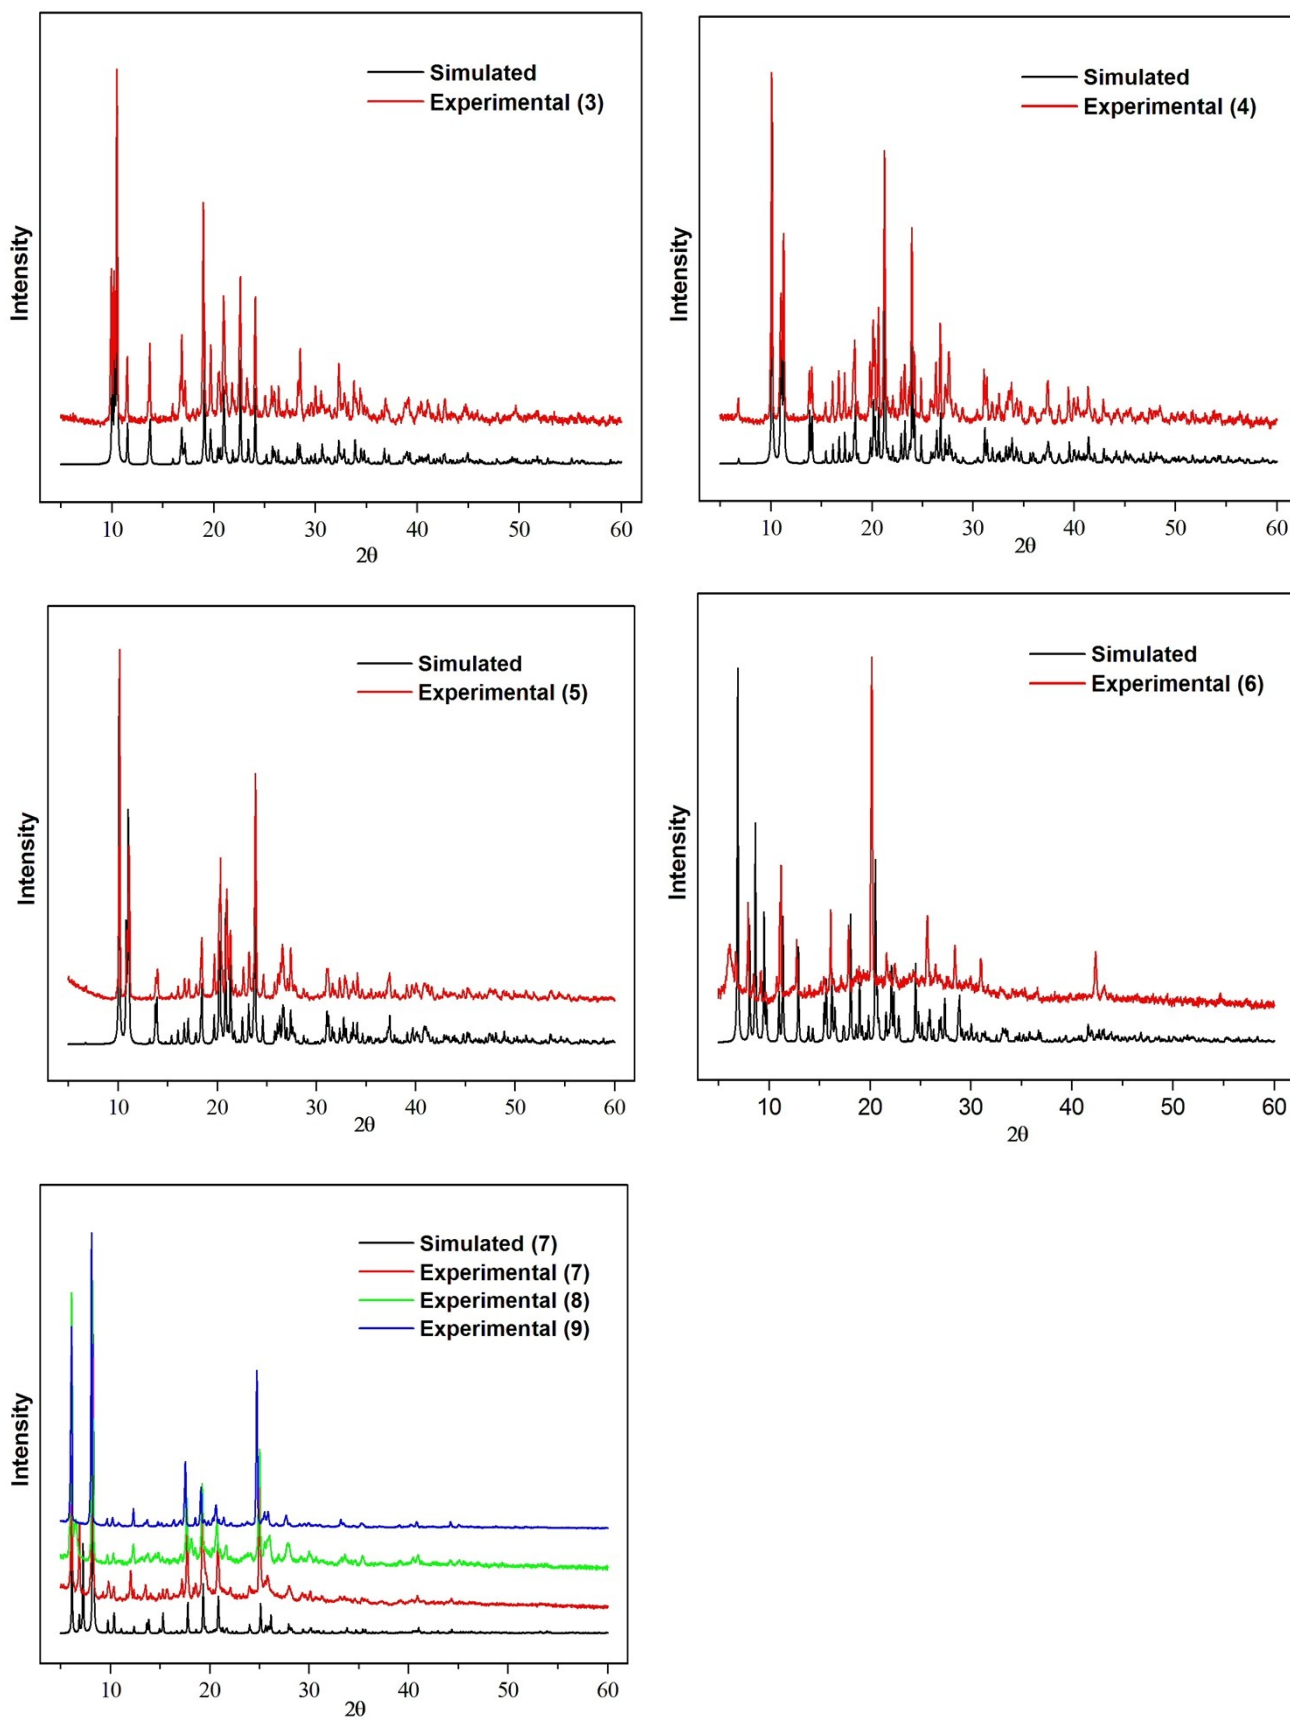 Simulated
Experimental (3)
Intensity
10 20 30 40 50 60
2θ
Simulated
Experimental (4)
Intensity
10 20 30 40 50 60
2θ
Simulated
Experimental (5)
Intensity
10 20 30 40 50 60
2θ
Simulated
Experimental (6)
Intensity
10 20 30 40 50 60
2θ
Simulated (7)
Experimental (7)
Experimental (8)
Experimental (9)
Intensity
10 20 30 40 50 60
2θ